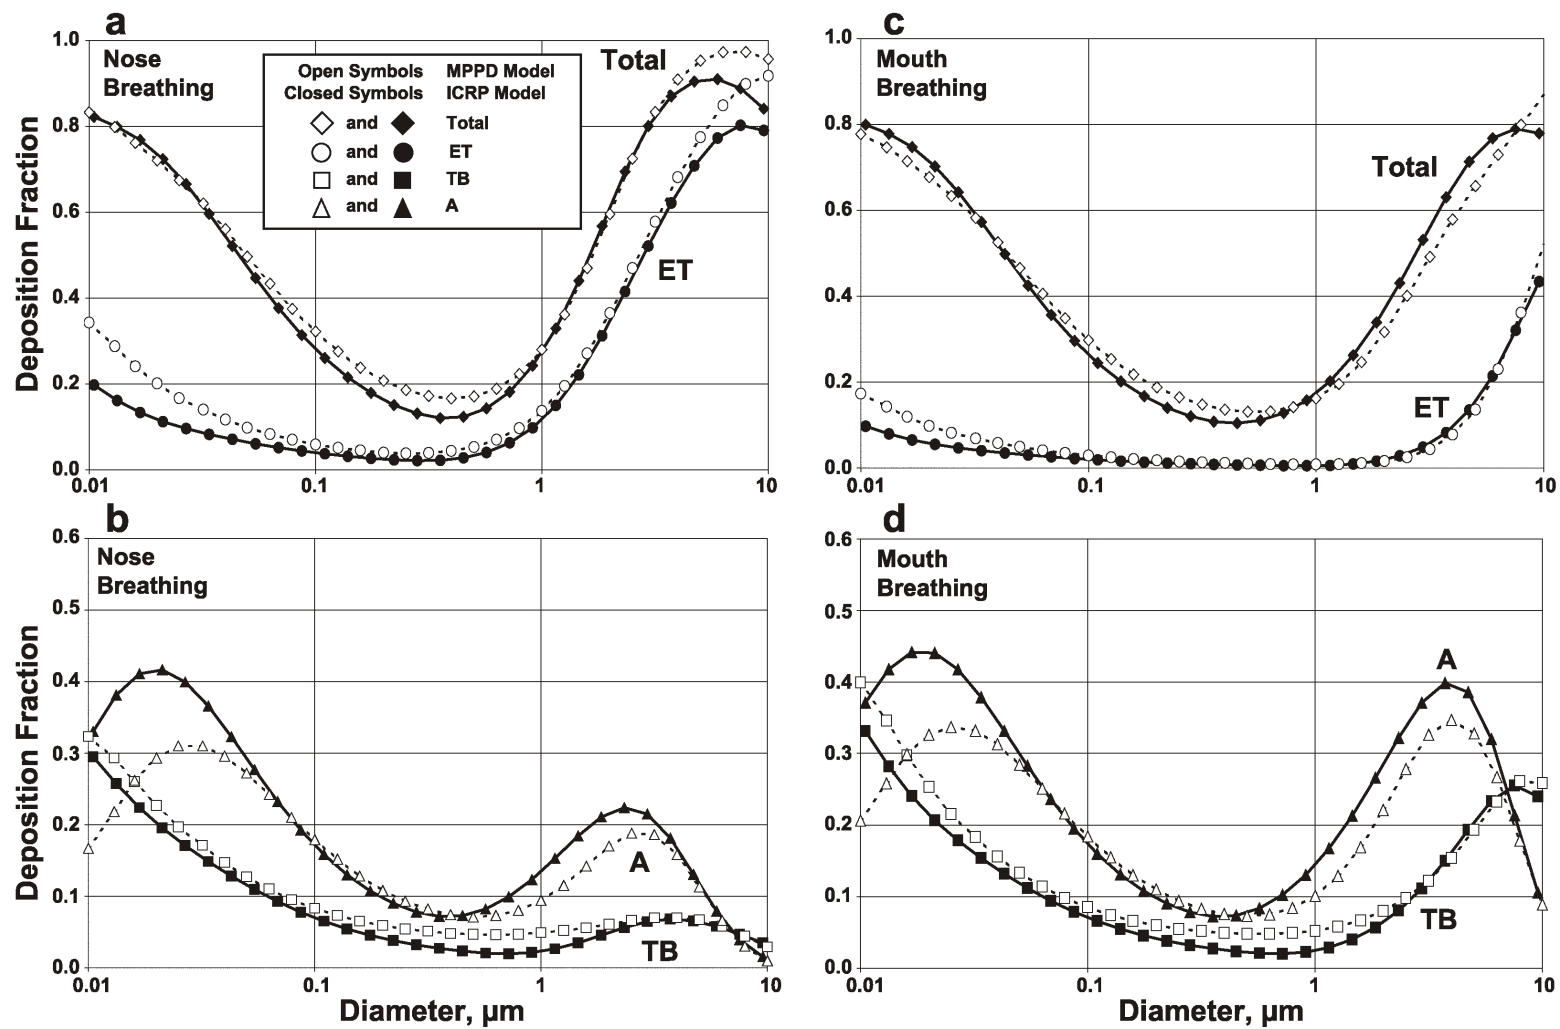 a
Nose
Breathing
Open Symbols MPPD Model
Closed Symbols ICRP Model
and Total
and ET
and TB
and A
Total
ET
Deposition Fraction
1.0
0.8
0.6
0.4
0.2
0.0
0.01 0.1 1 10
c
Mouth
Breathing
Total
ET
1.0
0.8
0.6
0.4
0.2
0.0
0.01 0.1 1 10
b
Nose
Breathing
A
TB
Deposition Fraction
0.6
0.5
0.4
0.3
0.2
0.1
0.0
0.01 0.1 1 10
Diameter, µm
d
Mouth
Breathing
A
TB
0.6
0.5
0.4
0.3
0.2
0.1
0.0
0.01 0.1 1 10
Diameter, µm